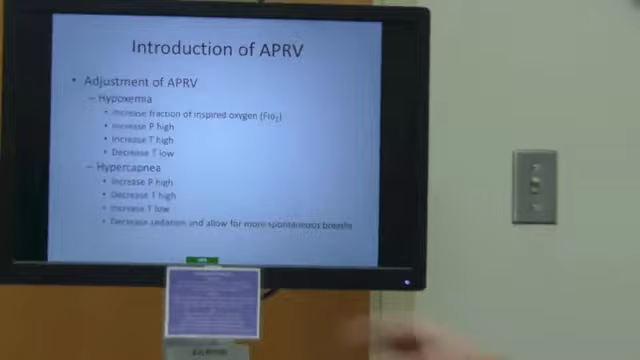 Introduction of APRV
• Adjustment of APRV
– Hypoxemia
• Increase fraction of inspired oxygen (Fio₂)
• Increase P high
• Increase T high
• Decrease T low
– Hypercapnea
• Increase P high
• Decrease T high
• Increase T low
• Decrease sedation and allow for more spontaneous breaths